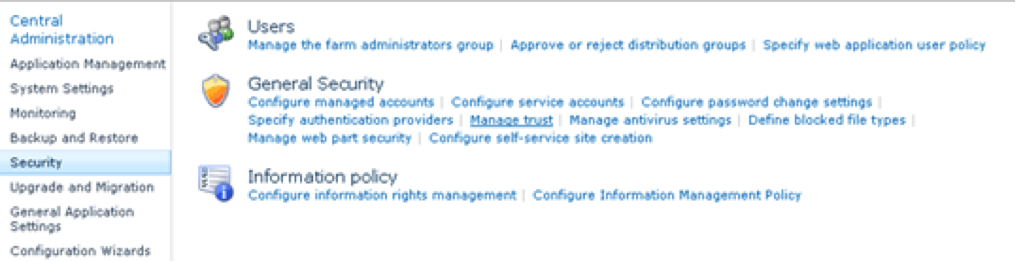 Central
Administration
Application Management
System Settings
Monitoring
Backup and Restore
Security
Upgrade and Migration
General Application
Settings
Configuration Wizards
Users
Manage the farm administrators group | Approve or reject distribution groups | Specify web application user policy
General Security
Configure managed accounts | Configure service accounts | Configure password change settings |
Specify authentication providers | Manage trust | Manage antivirus settings | Define blocked file types |
Manage web part security | Configure self-service site creation
Information policy
Configure information rights management | Configure Information Management Policy